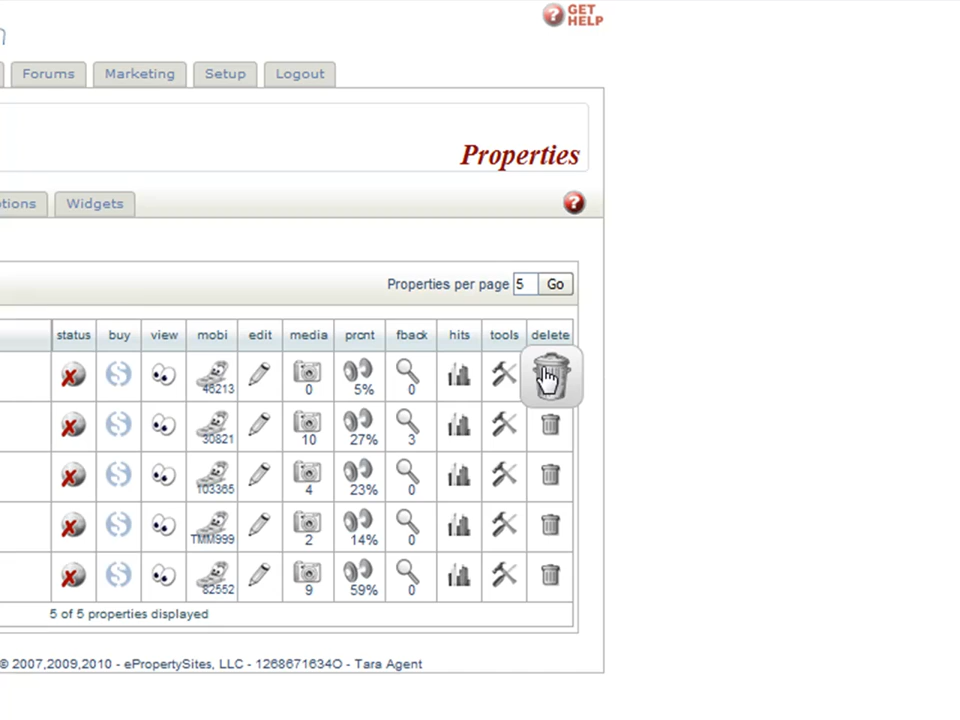 GET
HELP
Forums
Marketing
Setup
Logout
Properties
Widgets
Properties per page 5 Go
status buy view mobi edit media prcnt fback hits tools delete
46213 0 5% 0
30821 10 27% 3
103365 4 23% 0
TMM999 2 14% 0
82552 9 59% 0
5 of 5 properties displayed
© 2007,2009,2010 - ePropertySites, LLC - 1268671634O - Tara Agent